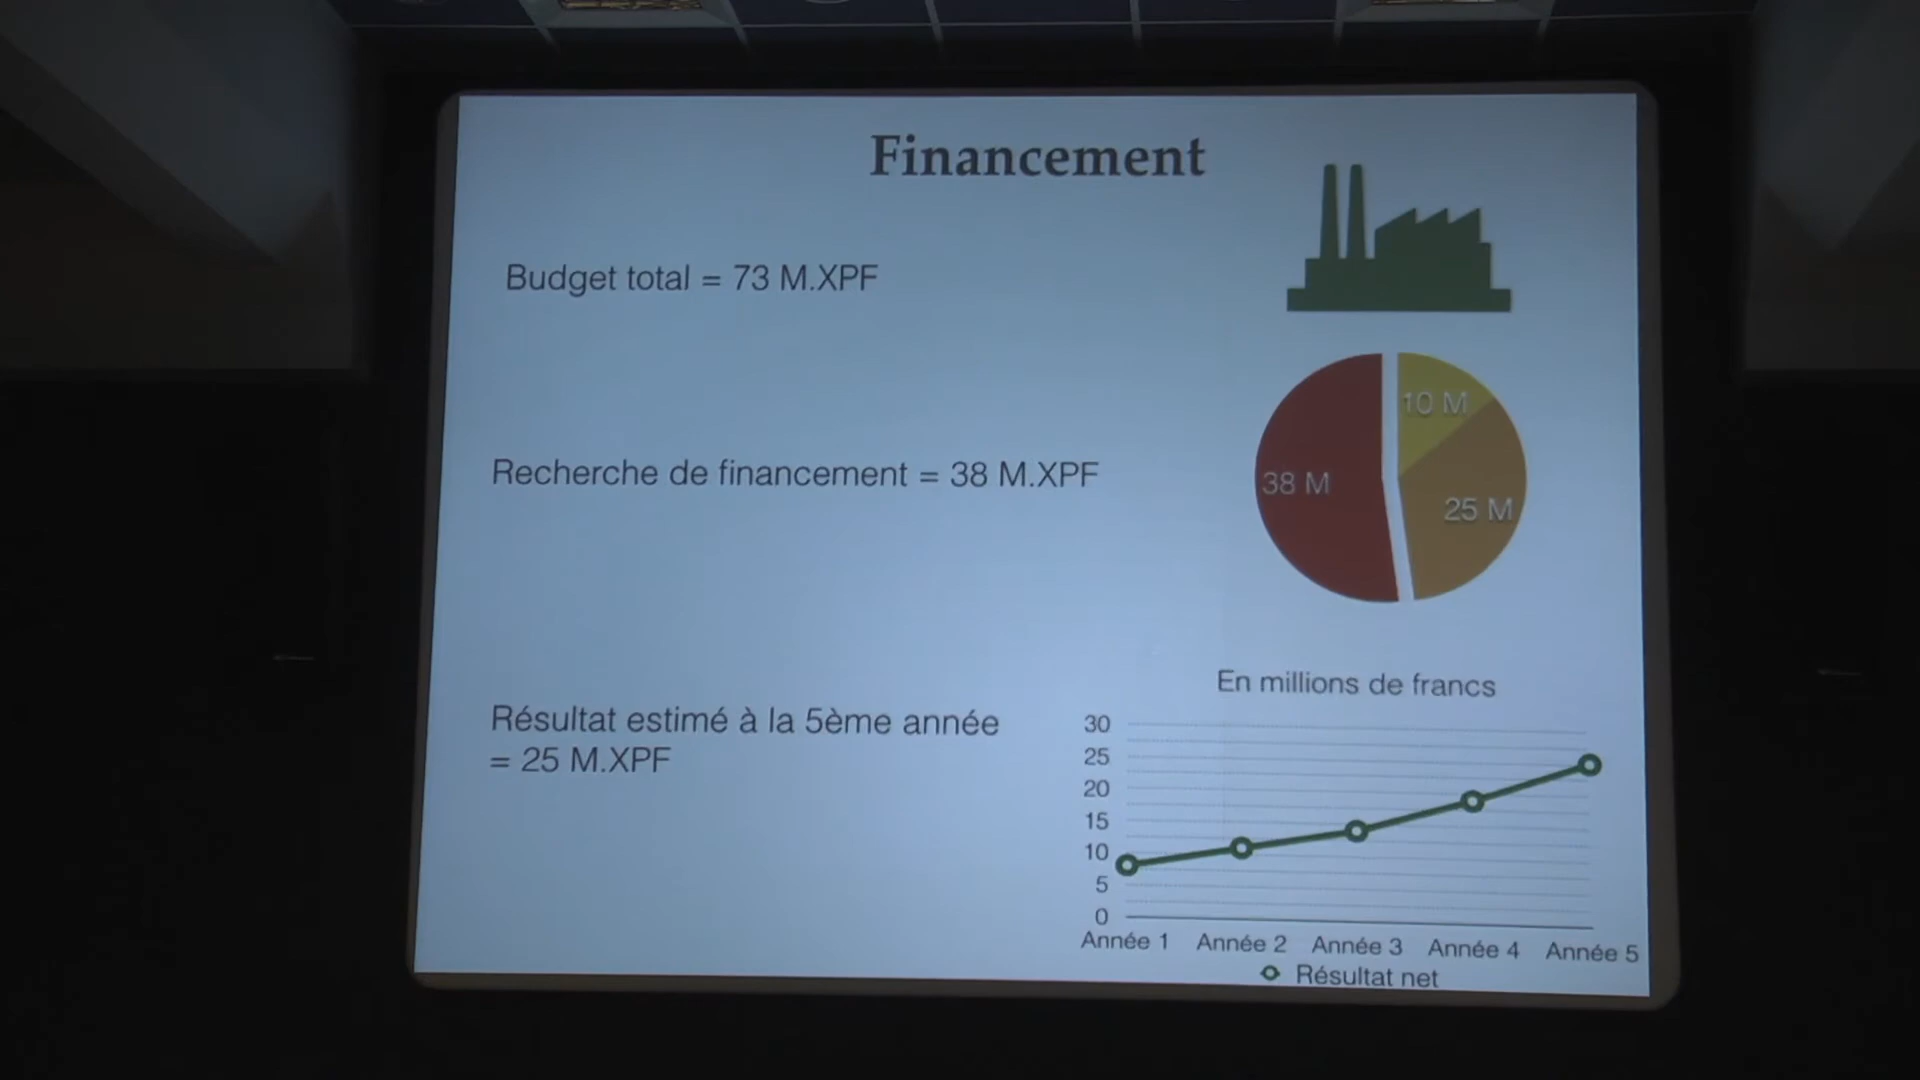 Financement
Budget total = 73 M.XPF
10 M
Recherche de financement = 38 M.XPF
38 M
25 M
En millions de francs
Résultat estimé à la 5ème année
= 25 M.XPF
30
25
20
15
10
5
0
Année 1 Année 2 Année 3 Année 4 Année 5
Résultat net